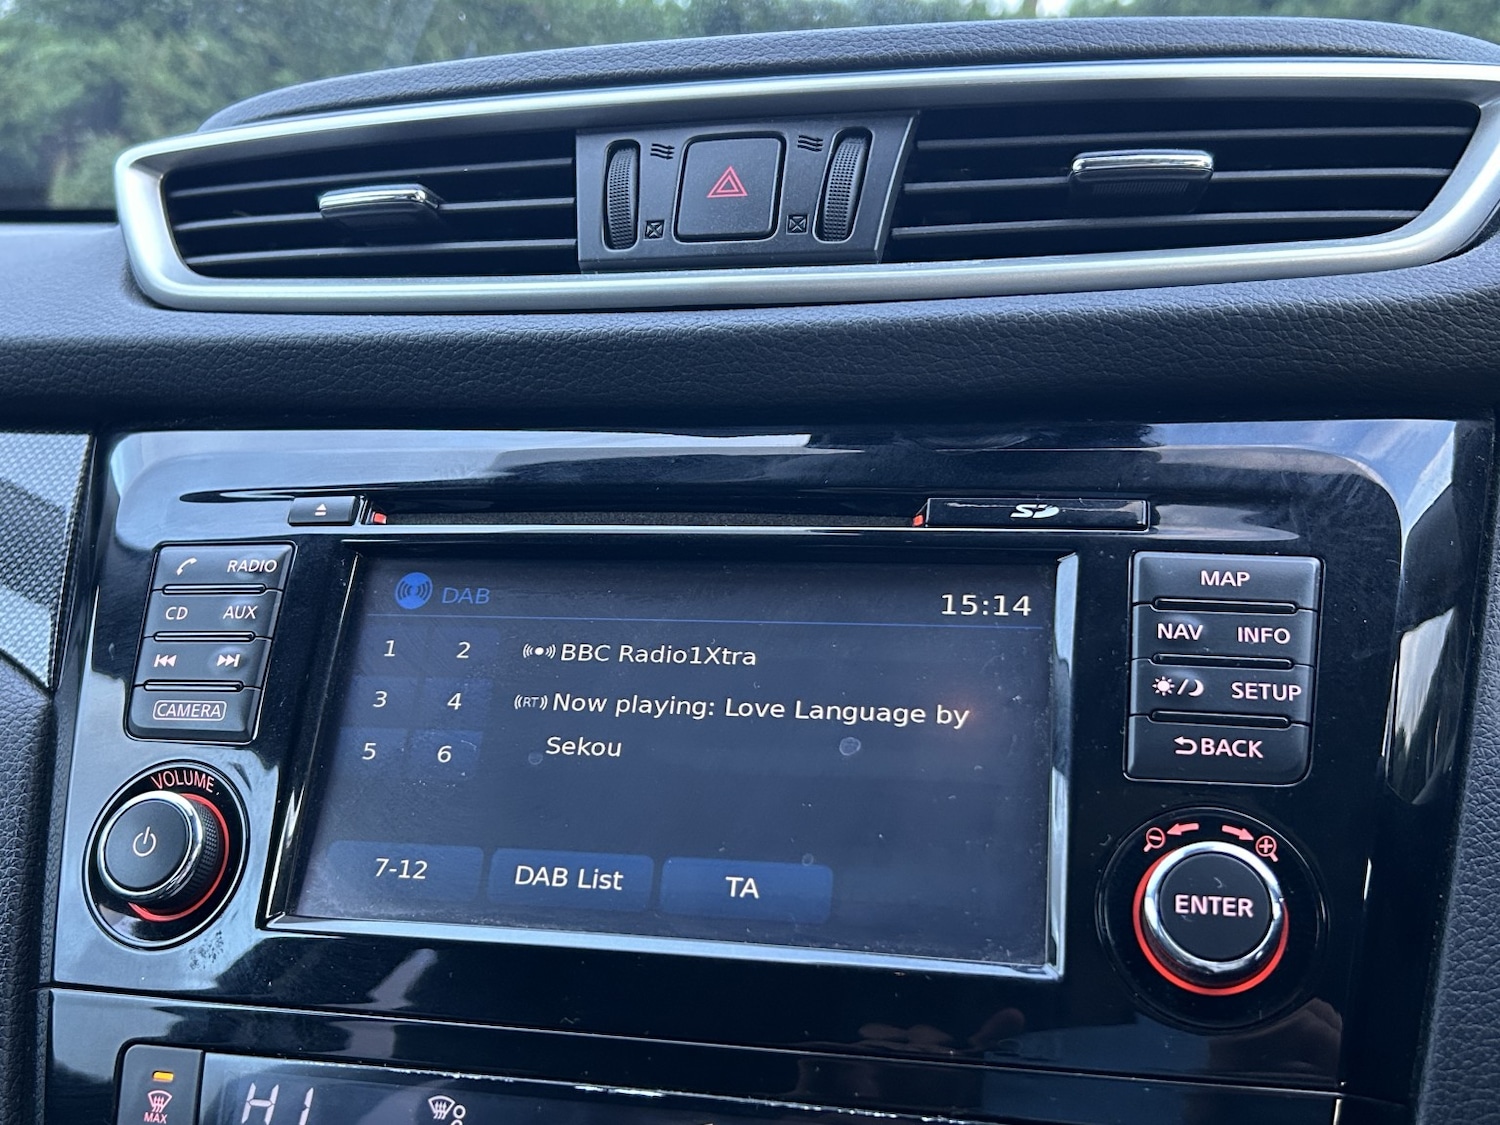 SD
RADIO
CD AUX
CAMERA
VOLUME
DAB
15:14
1 2
BBC Radio1Xtra
3 4
(RT) Now playing: Love Language by
Sekou
5 6
7-12
DAB List
TA
MAP
NAV INFO
SETUP
BACK
ENTER
MAX
HI